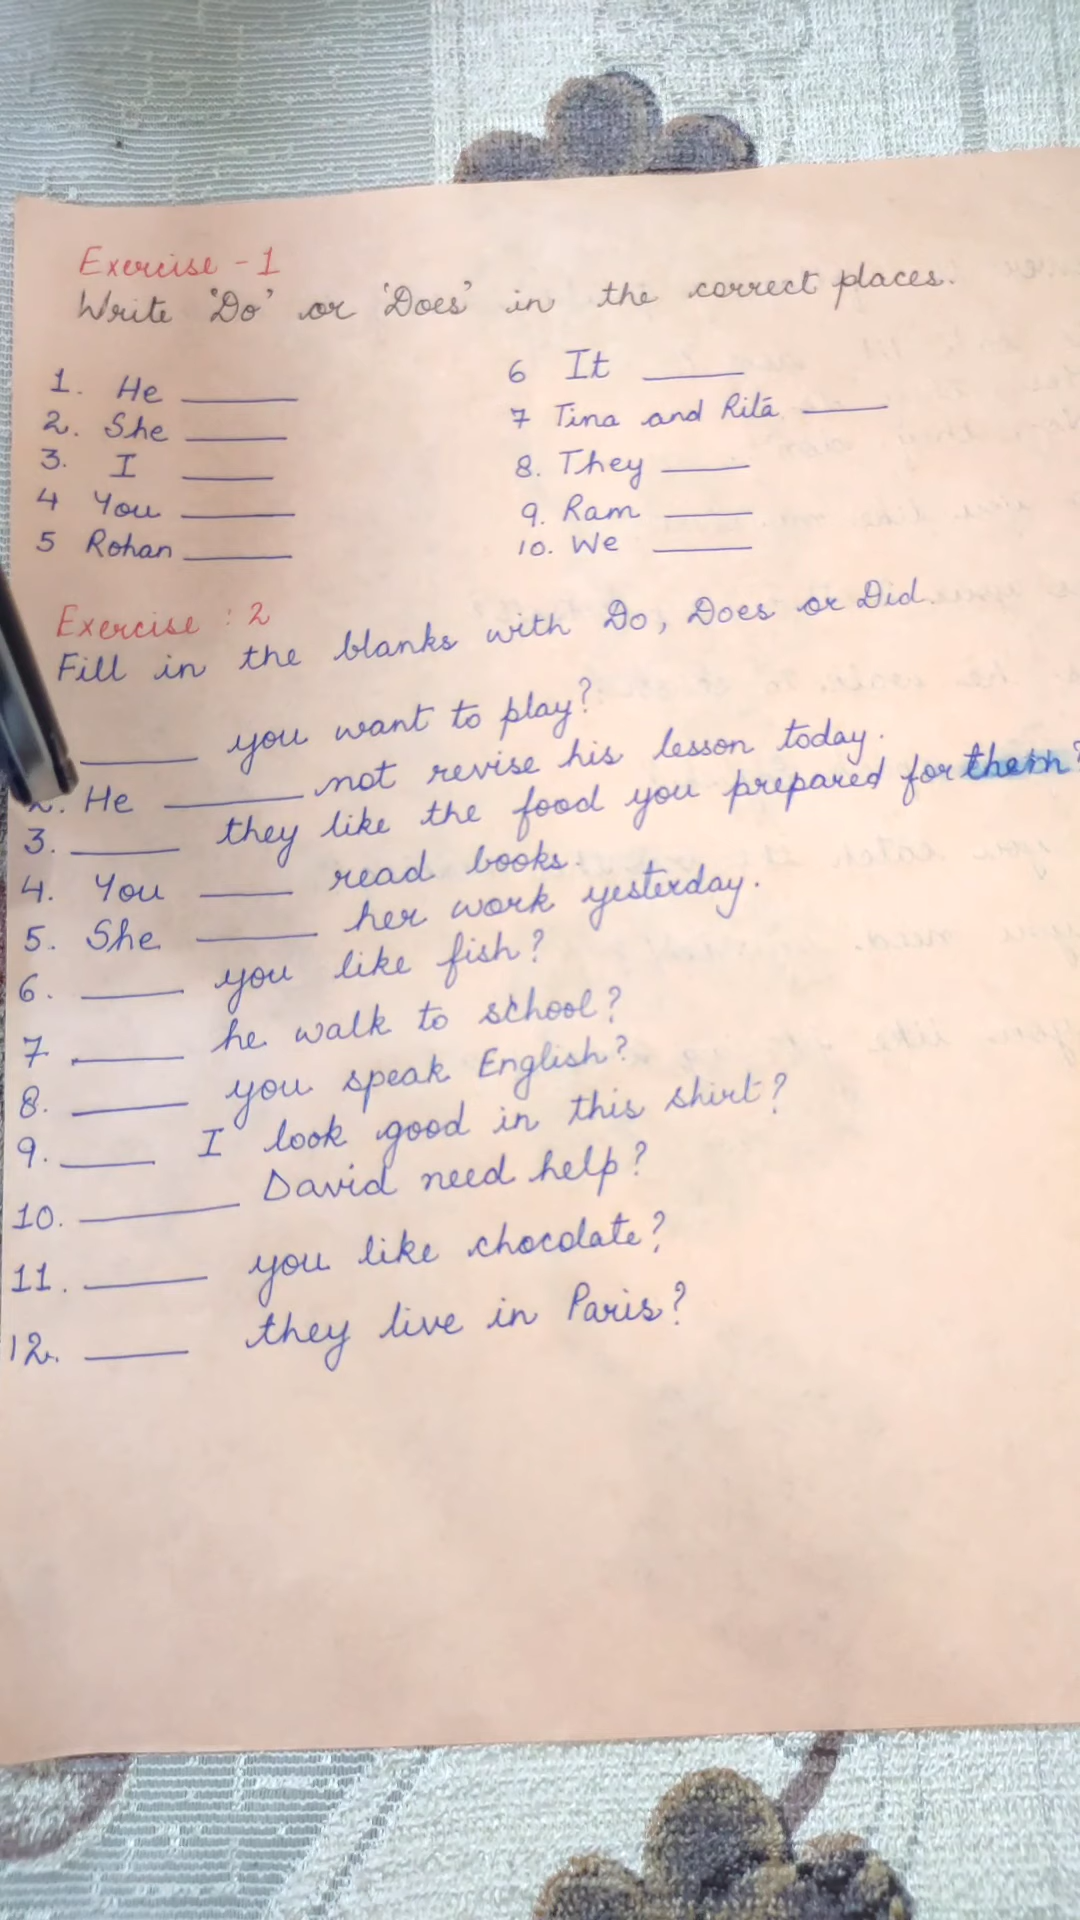 Exercise - 1
Write 'Do' or 'Does' in the correct places.
1. He ______
2. She ______
3. I ______
4 You ______
5 Rohan ______
6 It ______
7 Tina and Rita ______
8. They ______
9. Ram ______
10. We ______
Exercise : 2
Fill in the blanks with Do, Does or Did.
______ you want to play?
2. He ______ not revise his lesson today.
3. ______ they like the food you prepared for them?
4. You ______ read books.
5. She ______ her work yesterday.
6. ______ you like fish?
7 ______ he walk to school?
8. ______ you speak English?
9. ______ I look good in this shirt?
10. ______ David need help?
11. ______ you like chocolate?
12. ______ they live in Paris?